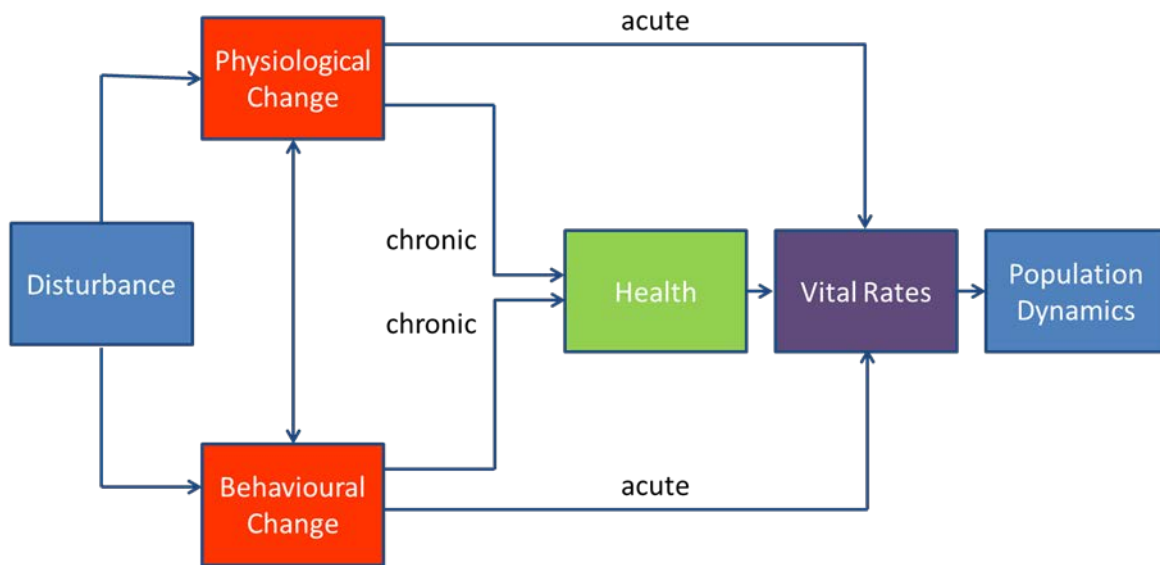 acute
Physiological
Change
chronic
Disturbance
Health
Vital Rates
Population
Dynamics
chronic
Behavioural
Change
acute